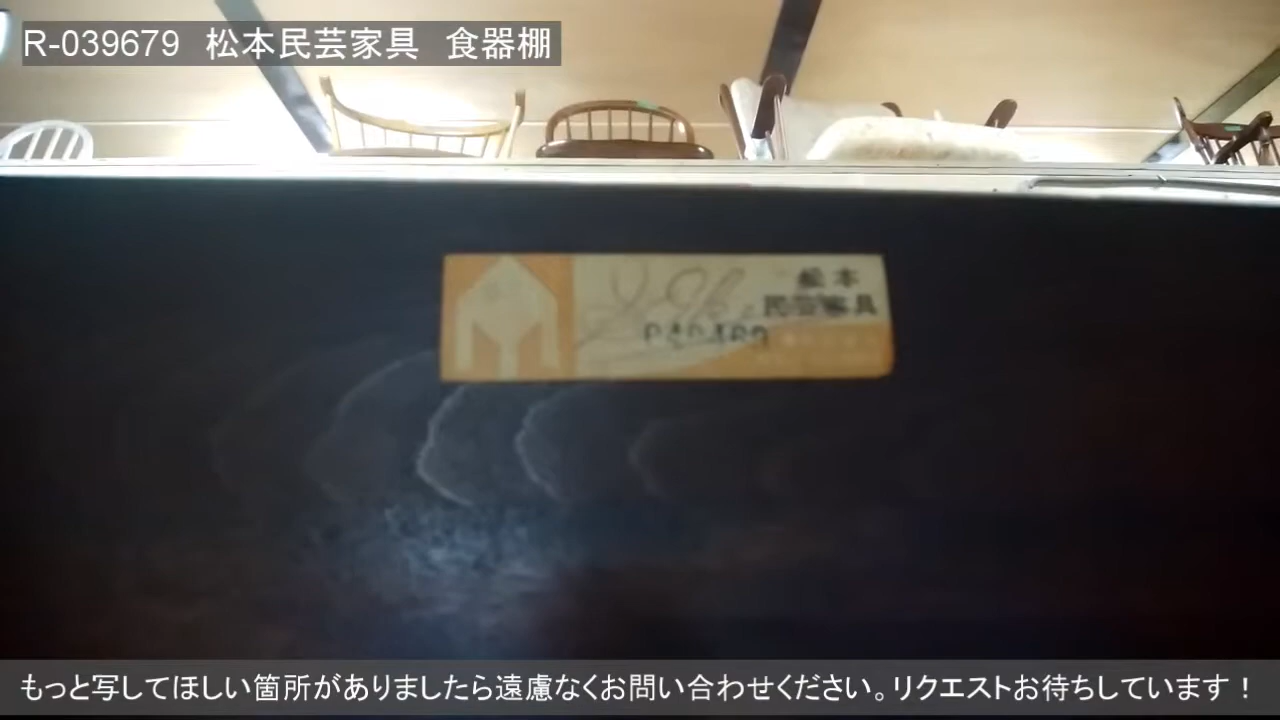 R-039679 松本民芸家具 食器棚
松本
民芸家具
もっと写してほしい箇所がありましたら遠慮なくお問い合わせください。リクエストお待ちしています！